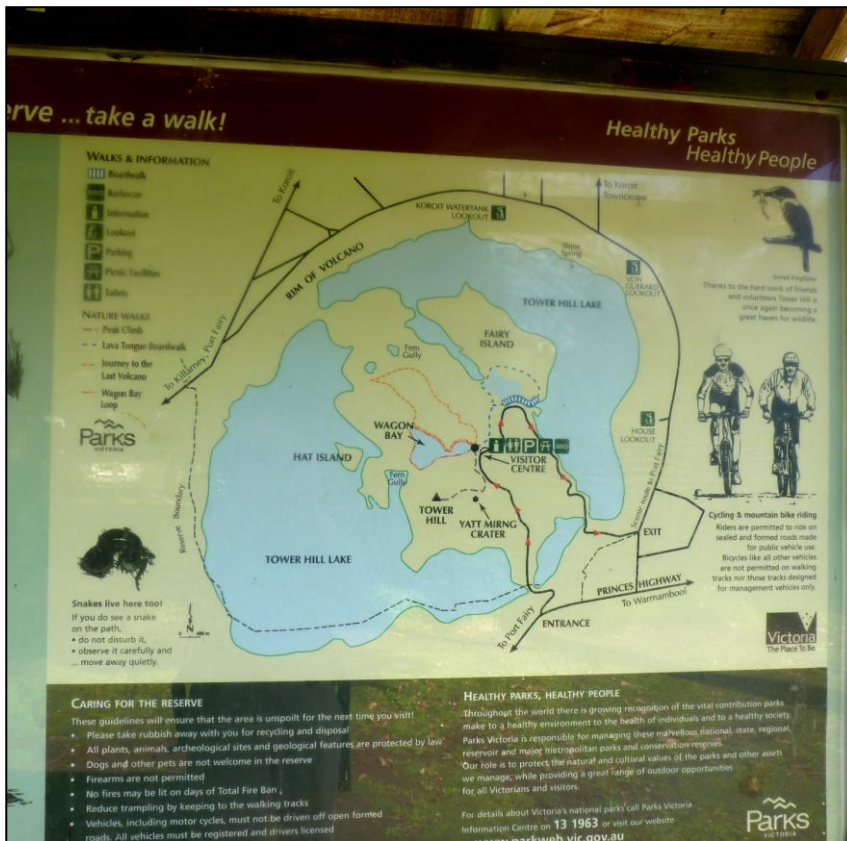 erve ... take a walk!
Healthy Parks
Healthy People
WALKS & INFORMATION
Boardwalk
Barbecue
Information
Lookout
Parking
Picnic Facilities
Toilets
NATURE WALKS
Peak Climb
Lava Tongue Boardwalk
Journey to the
Last Volcano
Wagon Bay
Loop
Parks
VICTORIA
To Koroit
KOROIT WATERTANK
LOOKOUT
To Koroit
Towncentre
RIM OF VOLCANO
Spring
VON
GUERARD
LOOKOUT
TOWER HILL LAKE
FAIRY
ISLAND
Fern
Gully
To Killarney, Port Fairy
WAGON
BAY
P
VISITOR
CENTRE
HOUSE
LOOKOUT
HAT ISLAND
Fern
Gully
TOWER
HILL
YATT MIRNG
CRATER
Scenic route to Port Fairy
EXIT
Reserve Boundary
TOWER HILL LAKE
PRINCES HIGHWAY
To Warrnambool
ENTRANCE
To Port Fairy
N
Thanks to the hard work of Friends
and volunteers Tower Hill is
once again becoming a
great haven for wildlife.
Cycling & mountain bike riding
Riders are permitted to ride on
sealed and formed roads made
for public vehicle use.
Bicycles like all other vehicles
are not permitted on walking
tracks nor those tracks designed
for management vehicles only.
Victoria
The Place To Be
Snakes live here too!
If you do see a snake
on the path,
• do not disturb it,
• observe it carefully and
... move away quietly.
CARING FOR THE RESERVE
These guidelines will ensure that the area is unspoilt for the next time you visit!
• Please take rubbish away with you for recycling and disposal
• All plants, animals, archeological sites and geological features are protected by law
• Dogs and other pets are not welcome in the reserve
• Firearms are not permitted
• No fires may be lit on days of Total Fire Ban
• Reduce trampling by keeping to the walking tracks
• Vehicles, including motor cycles, must not be driven off open formed
roads. All vehicles must be registered and drivers licensed
HEALTHY PARKS, HEALTHY PEOPLE
Throughout the world there is growing recognition of the vital contribution parks
make to a healthy environment to the health of individuals and to a healthy society.
Parks Victoria is responsible for managing these marvellous national, state, regional,
reservoir and major metropolitan parks and conservation reserves.
Our role is to protect the natural and cultural values of the parks and other assets
we manage, while providing a great range of outdoor opportunities
for all Victorians and visitors.
For details about Victoria's national parks call Parks Victoria
Information Centre on 13 1963 or visit our website
www.parkweb.vic.gov.au
Parks
VICTORIA